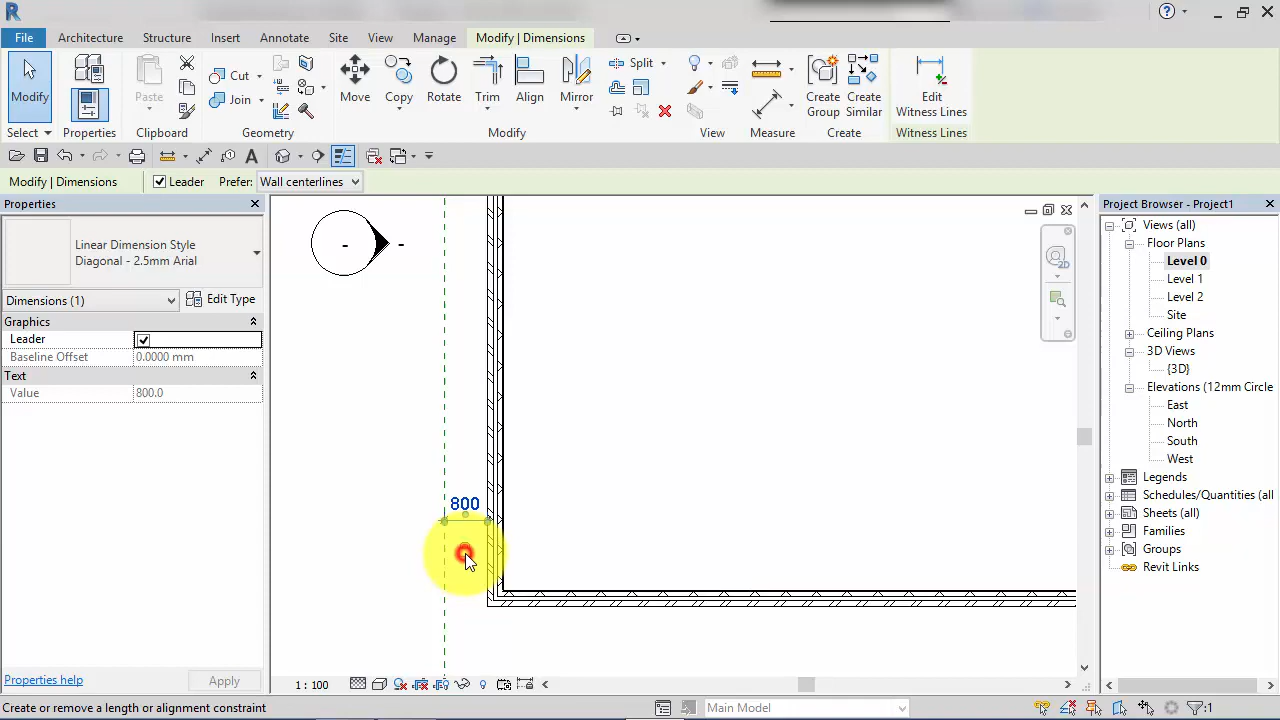 File Architecture Structure Insert Annotate Site View Manage Modify | Dimensions
Modify Paste Cut Join Move Copy Rotate Trim Align Mirror Split Create Group Create Similar Edit Witness Lines
Select Properties Clipboard Geometry Modify View Measure Create Witness Lines
A
Modify | Dimensions Leader Prefer: Wall centerlines
Properties
Linear Dimension Style
Diagonal - 2.5mm Arial
Dimensions (1) Edit Type
Graphics
Leader
Baseline Offset 0.0000 mm
Text
Value 800.0
Properties help Apply
- -
800
2D
1 : 100
Project Browser - Project1
Views (all)
Floor Plans
Level 0
Level 1
Level 2
Site
Ceiling Plans
3D Views
{3D}
Elevations (12mm Circle
East
North
South
West
Legends
Schedules/Quantities (all
Sheets (all)
Families
Groups
Revit Links
Create or remove a length or alignment constraint Main Model :1